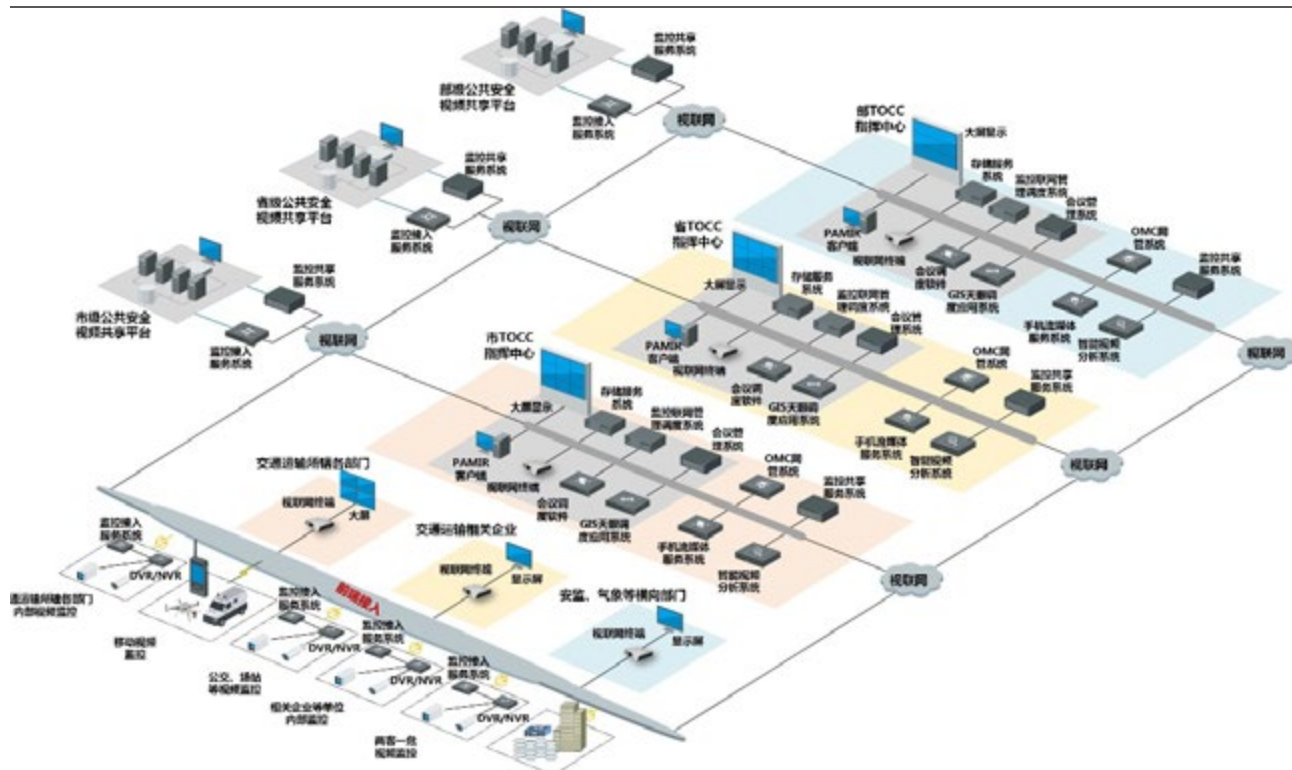 监控共享
服务系统
部级公共安全
视频共享平台
监控接入
服务系统
视联网
部TOCC
指挥中心
大屏显示
存储服务
系统
监控联网管
理调度系统
会议管
理系统
PAMIR
客户端
视联网终端
会议调
度软件
GIS天眼调
度应用系统
OMC网
管系统
监控共享
服务系统
手机流媒体
服务系统
智能视频
分析系统
视联网
监控共享
服务系统
省级公共安全
视频共享平台
监控接入
服务系统
视联网
省TOCC
指挥中心
大屏显示
存储服务
系统
监控联网管
理调度系统
会议管
理系统
PAMIR
客户端
视联网终端
会议调
度软件
GIS天眼调
度应用系统
OMC网
管系统
监控共享
服务系统
手机流媒体
服务系统
智能视频
分析系统
视联网
监控共享
服务系统
市级公共安全
视频共享平台
监控接入
服务系统
视联网
市TOCC
指挥中心
大屏显示
存储服务
系统
监控联网管
理调度系统
会议管
理系统
PAMIR
客户端
视联网终端
会议调
度软件
GIS天眼调
度应用系统
OMC网
管系统
监控共享
服务系统
手机流媒体
服务系统
智能视频
分析系统
视联网
交通运输所辖各部门
视联网终端
大屏
交通运输相关企业
视联网终端
显示屏
安监、气象等横向部门
视联网终端
显示屏
前端接入
监控接入
服务系统
DVR/NVR
通运输所辖各部门
内部视频监控
移动视频
监控
监控接入
服务系统
DVR/NVR
公交、场站
等视频监控
监控接入
服务系统
DVR/NVR
相关企业等单位
内部监控
监控接入
服务系统
DVR/NVR
两客一危
视频监控